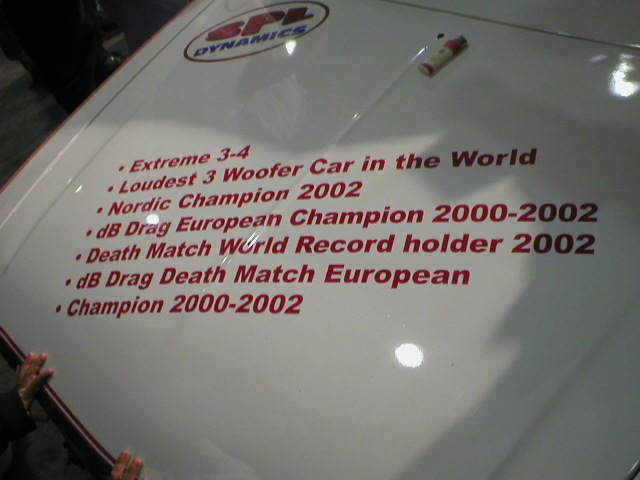 SPL
DYNAMICS
• Extreme 3-4
• Loudest 3 Woofer Car in the World
• Nordic Champion 2002
• dB Drag European Champion 2000-2002
• Death Match World Record holder 2002
• dB Drag Death Match European
• Champion 2000-2002